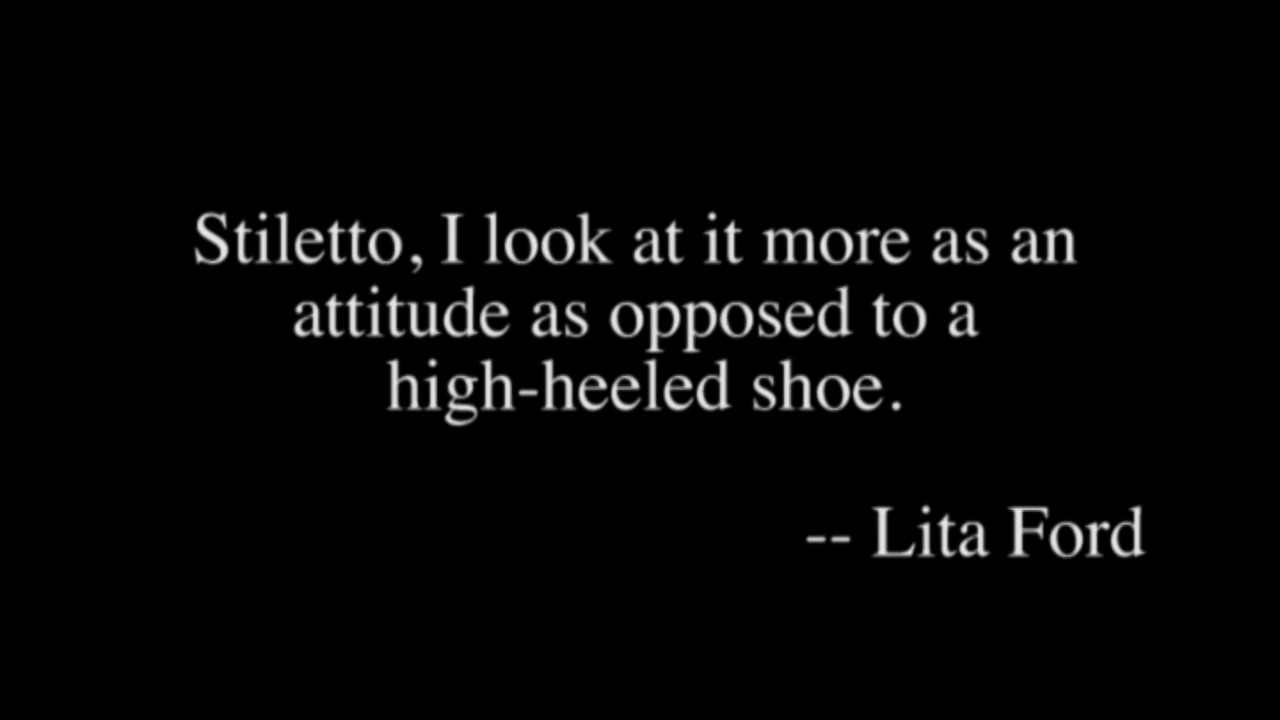 Stiletto, I look at it more as an
attitude as opposed to a
high-heeled shoe.
-- Lita Ford